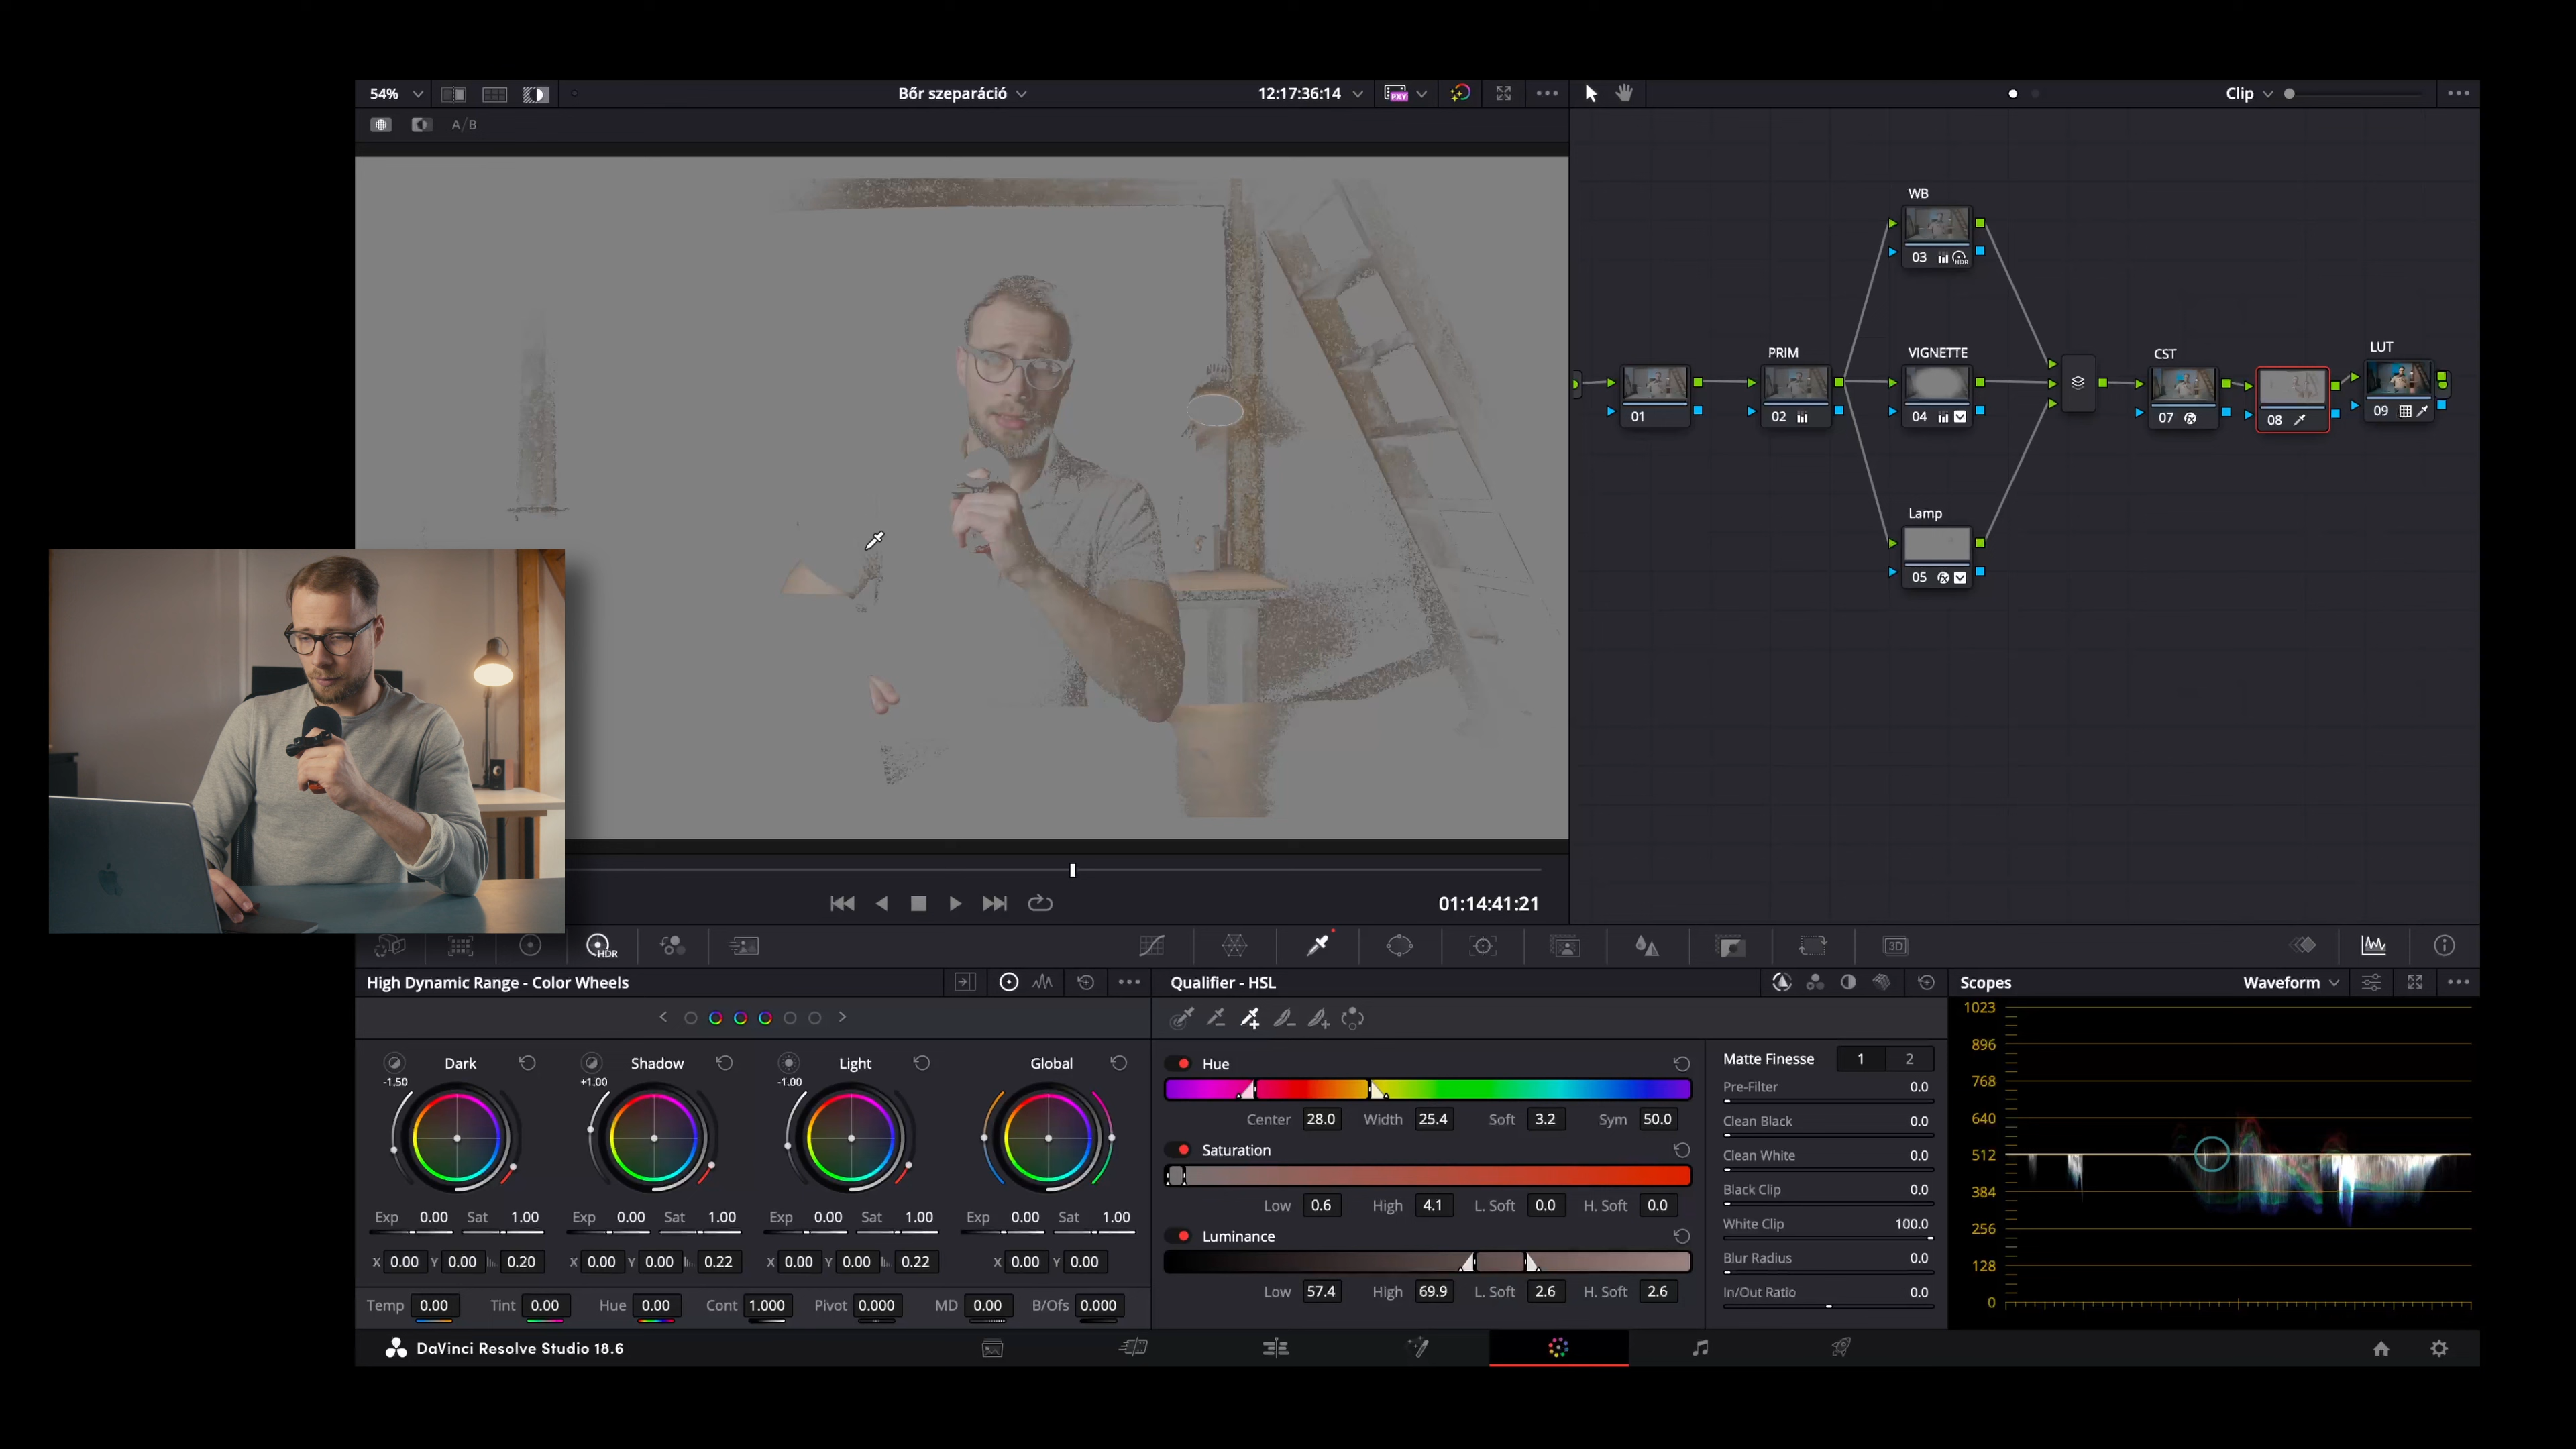 54%
Bőr szeparáció
12:17:36:14
PXY
Clip
A/B
WB
03
HDR
PRIM
VIGNETTE
CST
LUT
01
02
04
07
08
09
Lamp
05
01:14:41:21
HDR
3D
High Dynamic Range - Color Wheels
Qualifier - HSL
Scopes
Waveform
Dark
Shadow
Light
Global
-1.50
+1.00
-1.00
Exp 0.00 Sat 1.00 Exp 0.00 Sat 1.00 Exp 0.00 Sat 1.00 Exp 0.00 Sat 1.00
X 0.00 Y 0.00 0.20 X 0.00 Y 0.00 0.22 X 0.00 Y 0.00 0.22 X 0.00 Y 0.00
Temp 0.00 Tint 0.00 Hue 0.00 Cont 1.000 Pivot 0.000 MD 0.00 B/Ofs 0.000
Hue
Center 28.0 Width 25.4 Soft 3.2 Sym 50.0
Saturation
Low 0.6 High 4.1 L. Soft 0.0 H. Soft 0.0
Luminance
Low 57.4 High 69.9 L. Soft 2.6 H. Soft 2.6
Matte Finesse 1 2
Pre-Filter 0.0
Clean Black 0.0
Clean White 0.0
Black Clip 0.0
White Clip 100.0
Blur Radius 0.0
In/Out Ratio 0.0
1023
896
768
640
512
384
256
128
0
DaVinci Resolve Studio 18.6